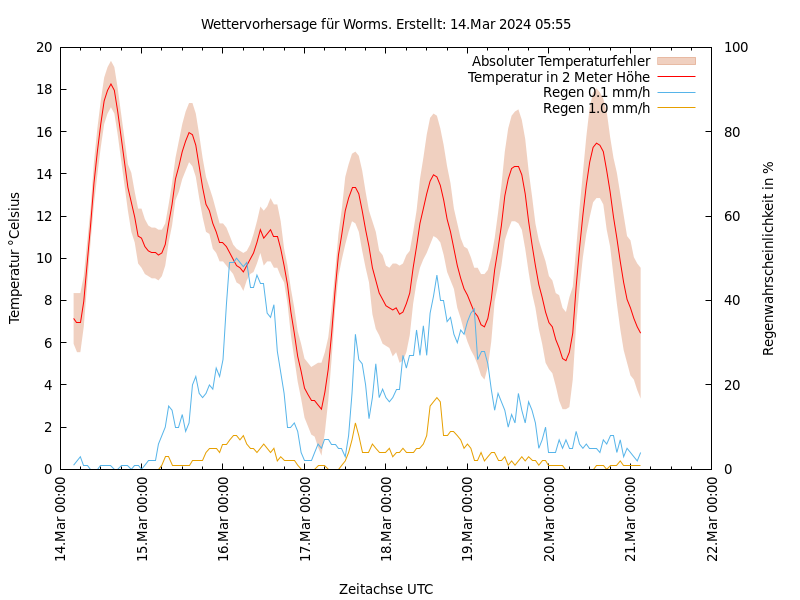 Wettervorhersage für Worms. Erstellt: 14.Mar 2024 05:55
Absoluter Temperaturfehler
Temperatur in 2 Meter Höhe
Regen 0.1 mm/h
Regen 1.0 mm/h
Temperatur °Celsius
20
18
16
14
12
10
8
6
4
2
0
100
80
60
40
20
0
Regenwahrscheinlichkeit in %
14.Mar 00:00
15.Mar 00:00
16.Mar 00:00
17.Mar 00:00
18.Mar 00:00
19.Mar 00:00
20.Mar 00:00
21.Mar 00:00
22.Mar 00:00
Zeitachse UTC